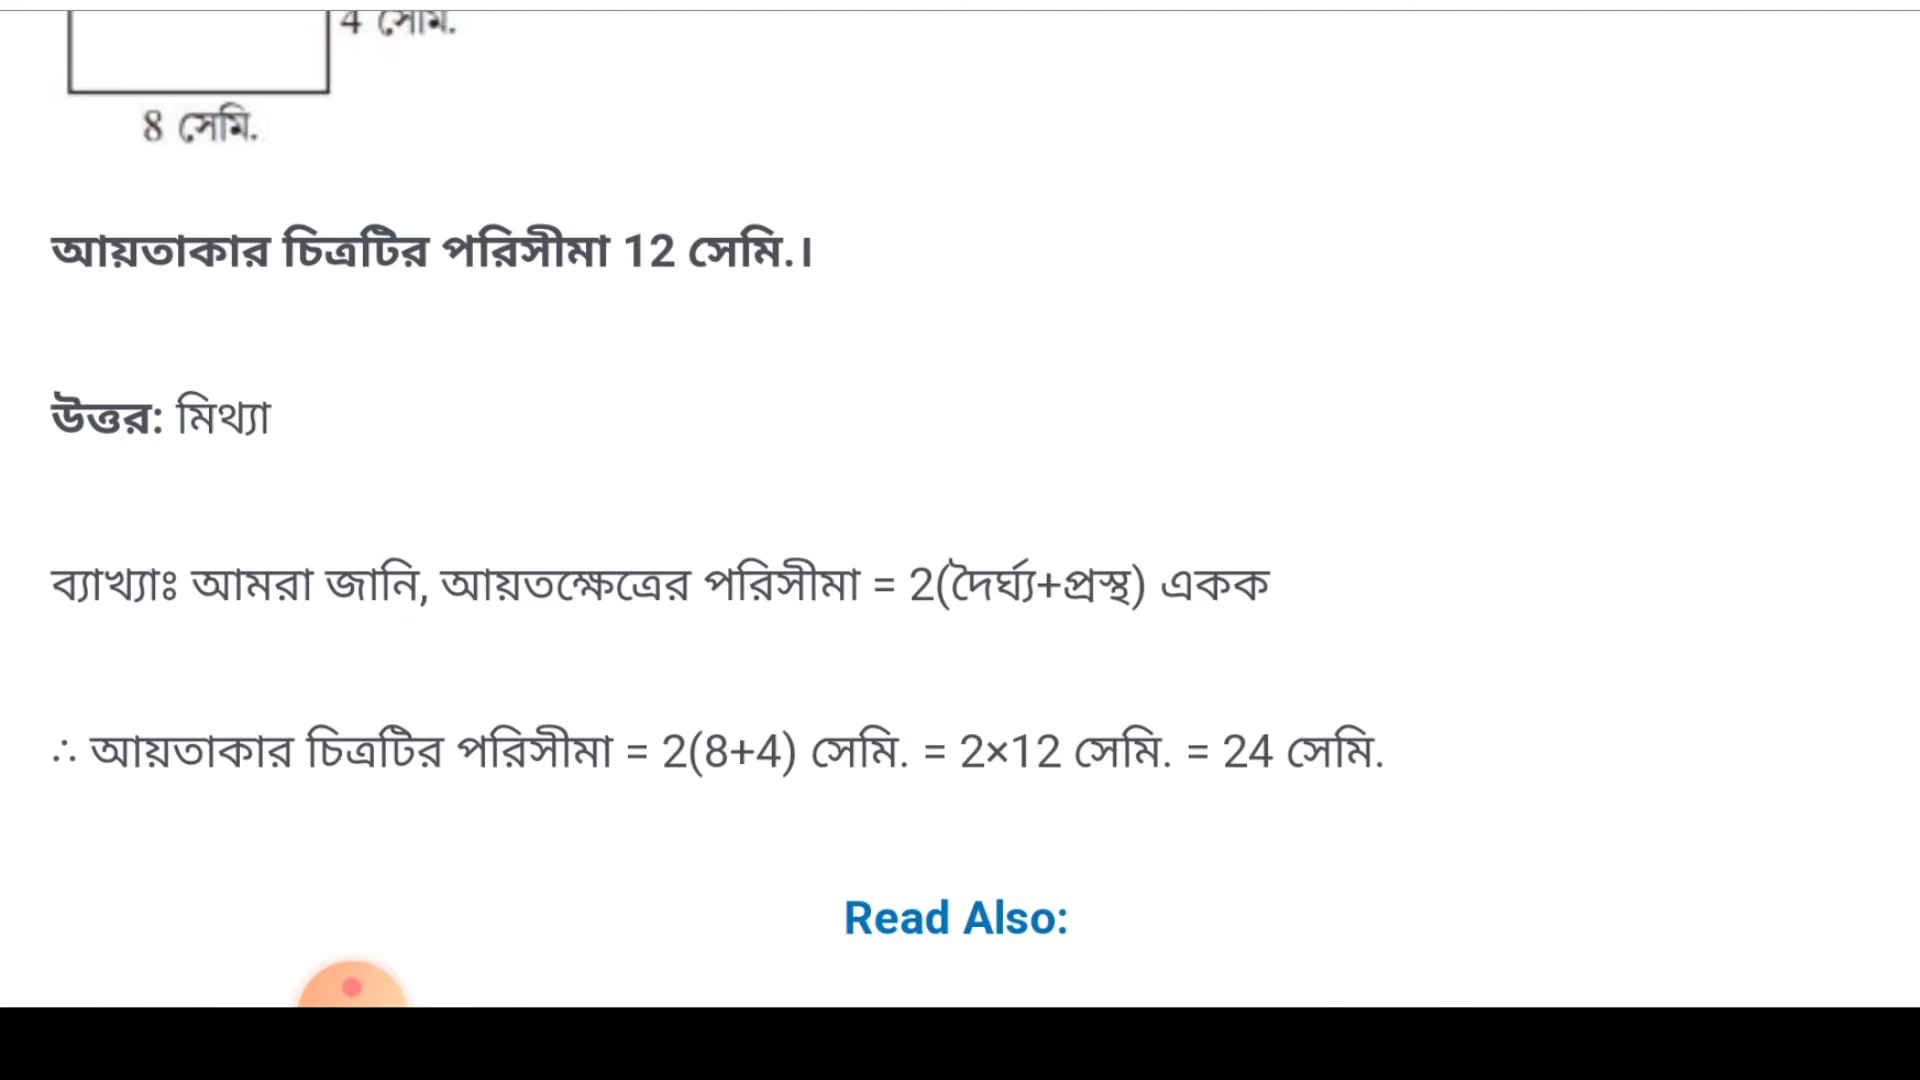 4 সেমি.
8 সেমি.
আয়তাকার চিত্রটির পরিসীমা 12 সেমি.।
উত্তর: মিথ্যা
ব্যাখ্যাঃ আমরা জানি, আয়তক্ষেত্রের পরিসীমা = 2(দৈর্ঘ্য+প্রস্থ) একক
∴ আয়তাকার চিত্রটির পরিসীমা = 2(8+4) সেমি. = 2×12 সেমি. = 24 সেমি.
Read Also: